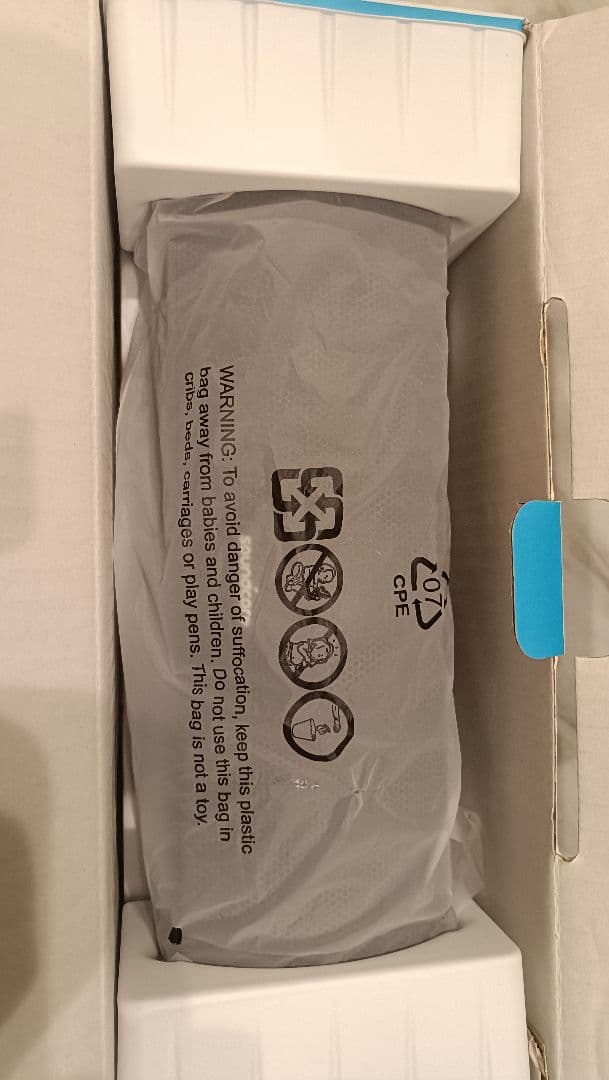 07
CPE
WARNING: To avoid danger of suffocation, keep this plastic
bag away from babies and children. Do not use this bag in
cribs, beds, carriages or play pens. This bag is not a toy.